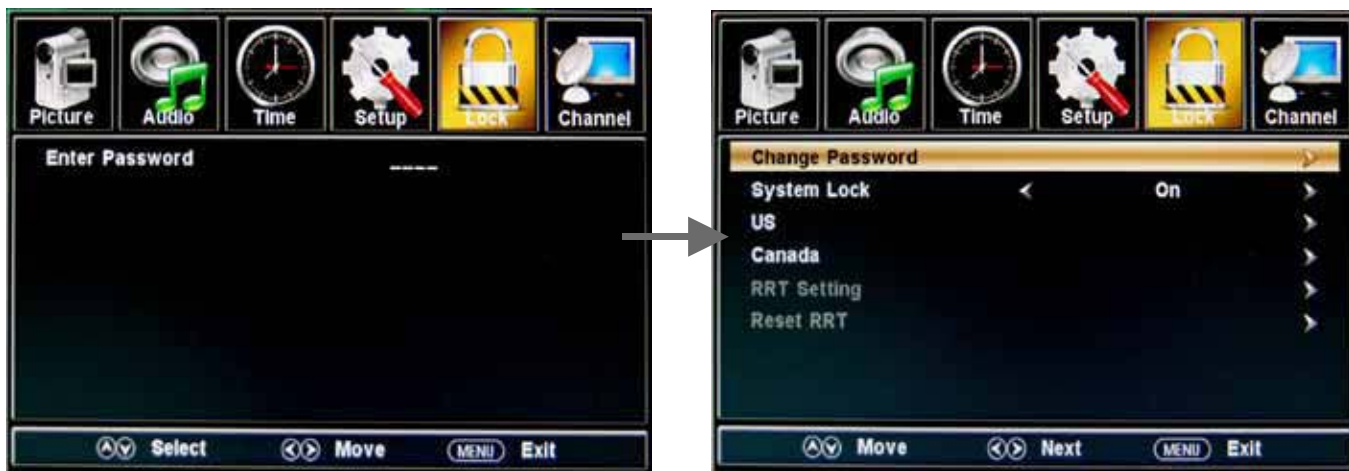 Picture Audio Time Setup Lock Channel
Enter Password ____
Select Move MENU Exit
Picture Audio Time Setup Lock Channel
Change Password
System Lock On
US
Canada
RRT Setting
Reset RRT
Move Next MENU Exit